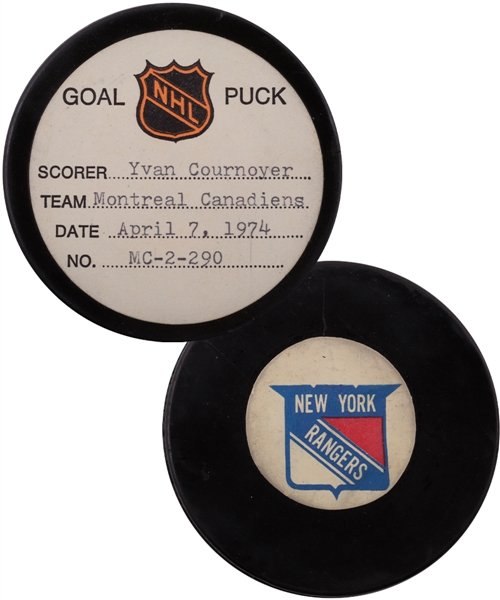 GOAL NHL PUCK
SCORER Yvan Cournoyer
TEAM Montreal Canadiens
DATE April 7, 1974
NO. MC-2-290
NEW YORK
RANGERS